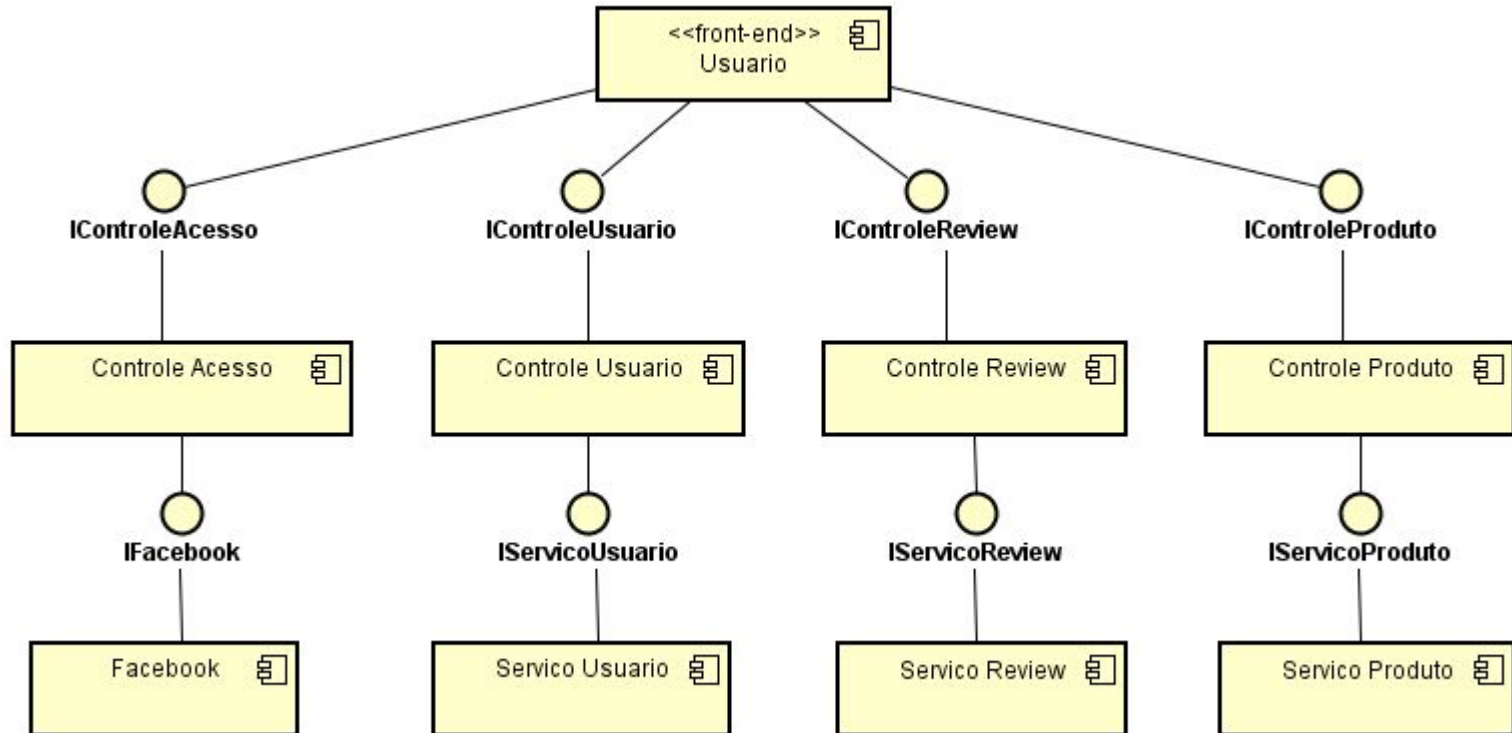 <<front-end>>
Usuario
IControleAcesso
IControleUsuario
IControleReview
IControleProduto
Controle Acesso
Controle Usuario
Controle Review
Controle Produto
IFacebook
IServicoUsuario
IServicoReview
IServicoProduto
Facebook
Servico Usuario
Servico Review
Servico Produto